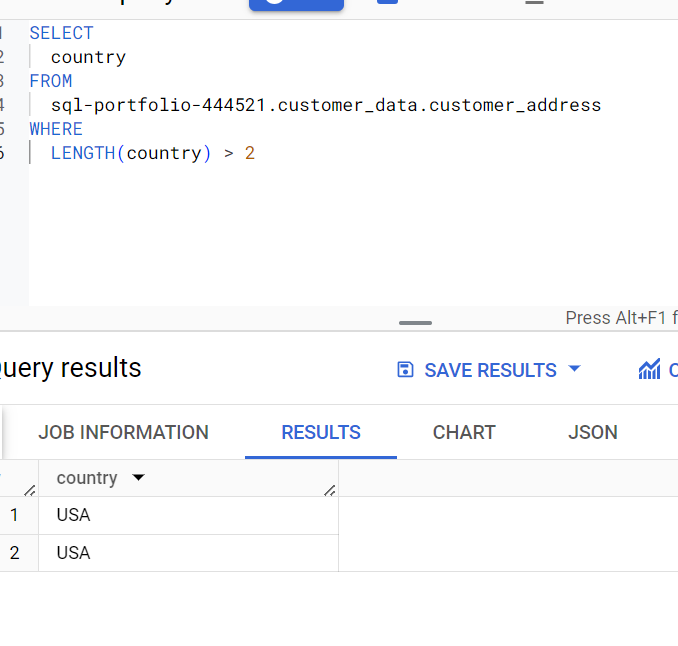 1 SELECT
2 country
3 FROM
4 sql-portfolio-444521.customer_data.customer_address
5 WHERE
6 LENGTH(country) > 2
Press Alt+F1 f
Query results
SAVE RESULTS
JOB INFORMATION RESULTS CHART JSON
country
1 USA
2 USA